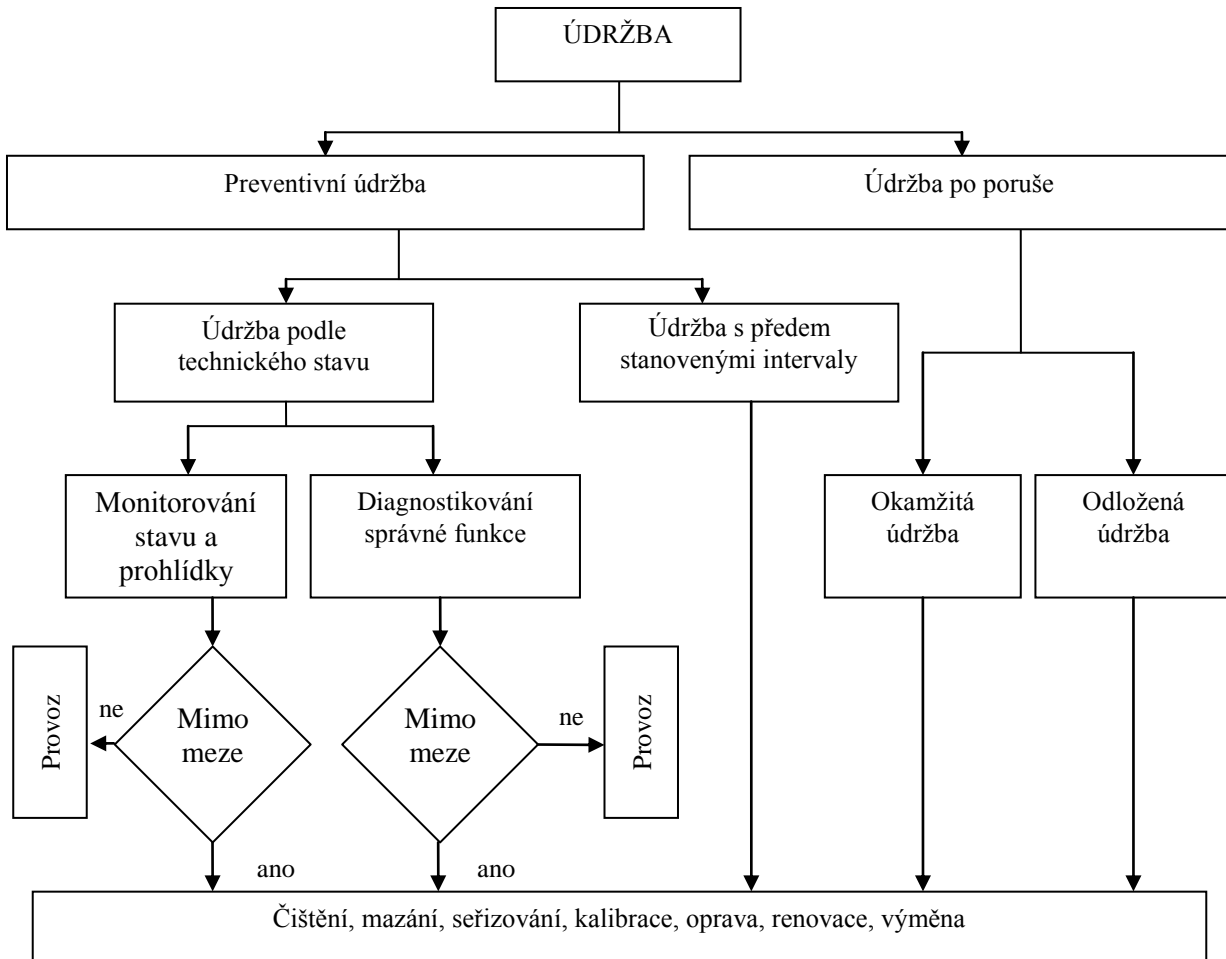 ÚDRŽBA
Preventivní údržba
Údržba po poruše
Údržba podle
technického stavu
Údržba s předem
stanovenými intervaly
Monitorování
stavu a
prohlídky
Diagnostikování
správné funkce
Okamžitá
údržba
Odložená
údržba
Provoz
ne
Mimo
meze
Mimo
meze
ne
Provoz
ano
ano
Čištění, mazání, seřizování, kalibrace, oprava, renovace, výměna